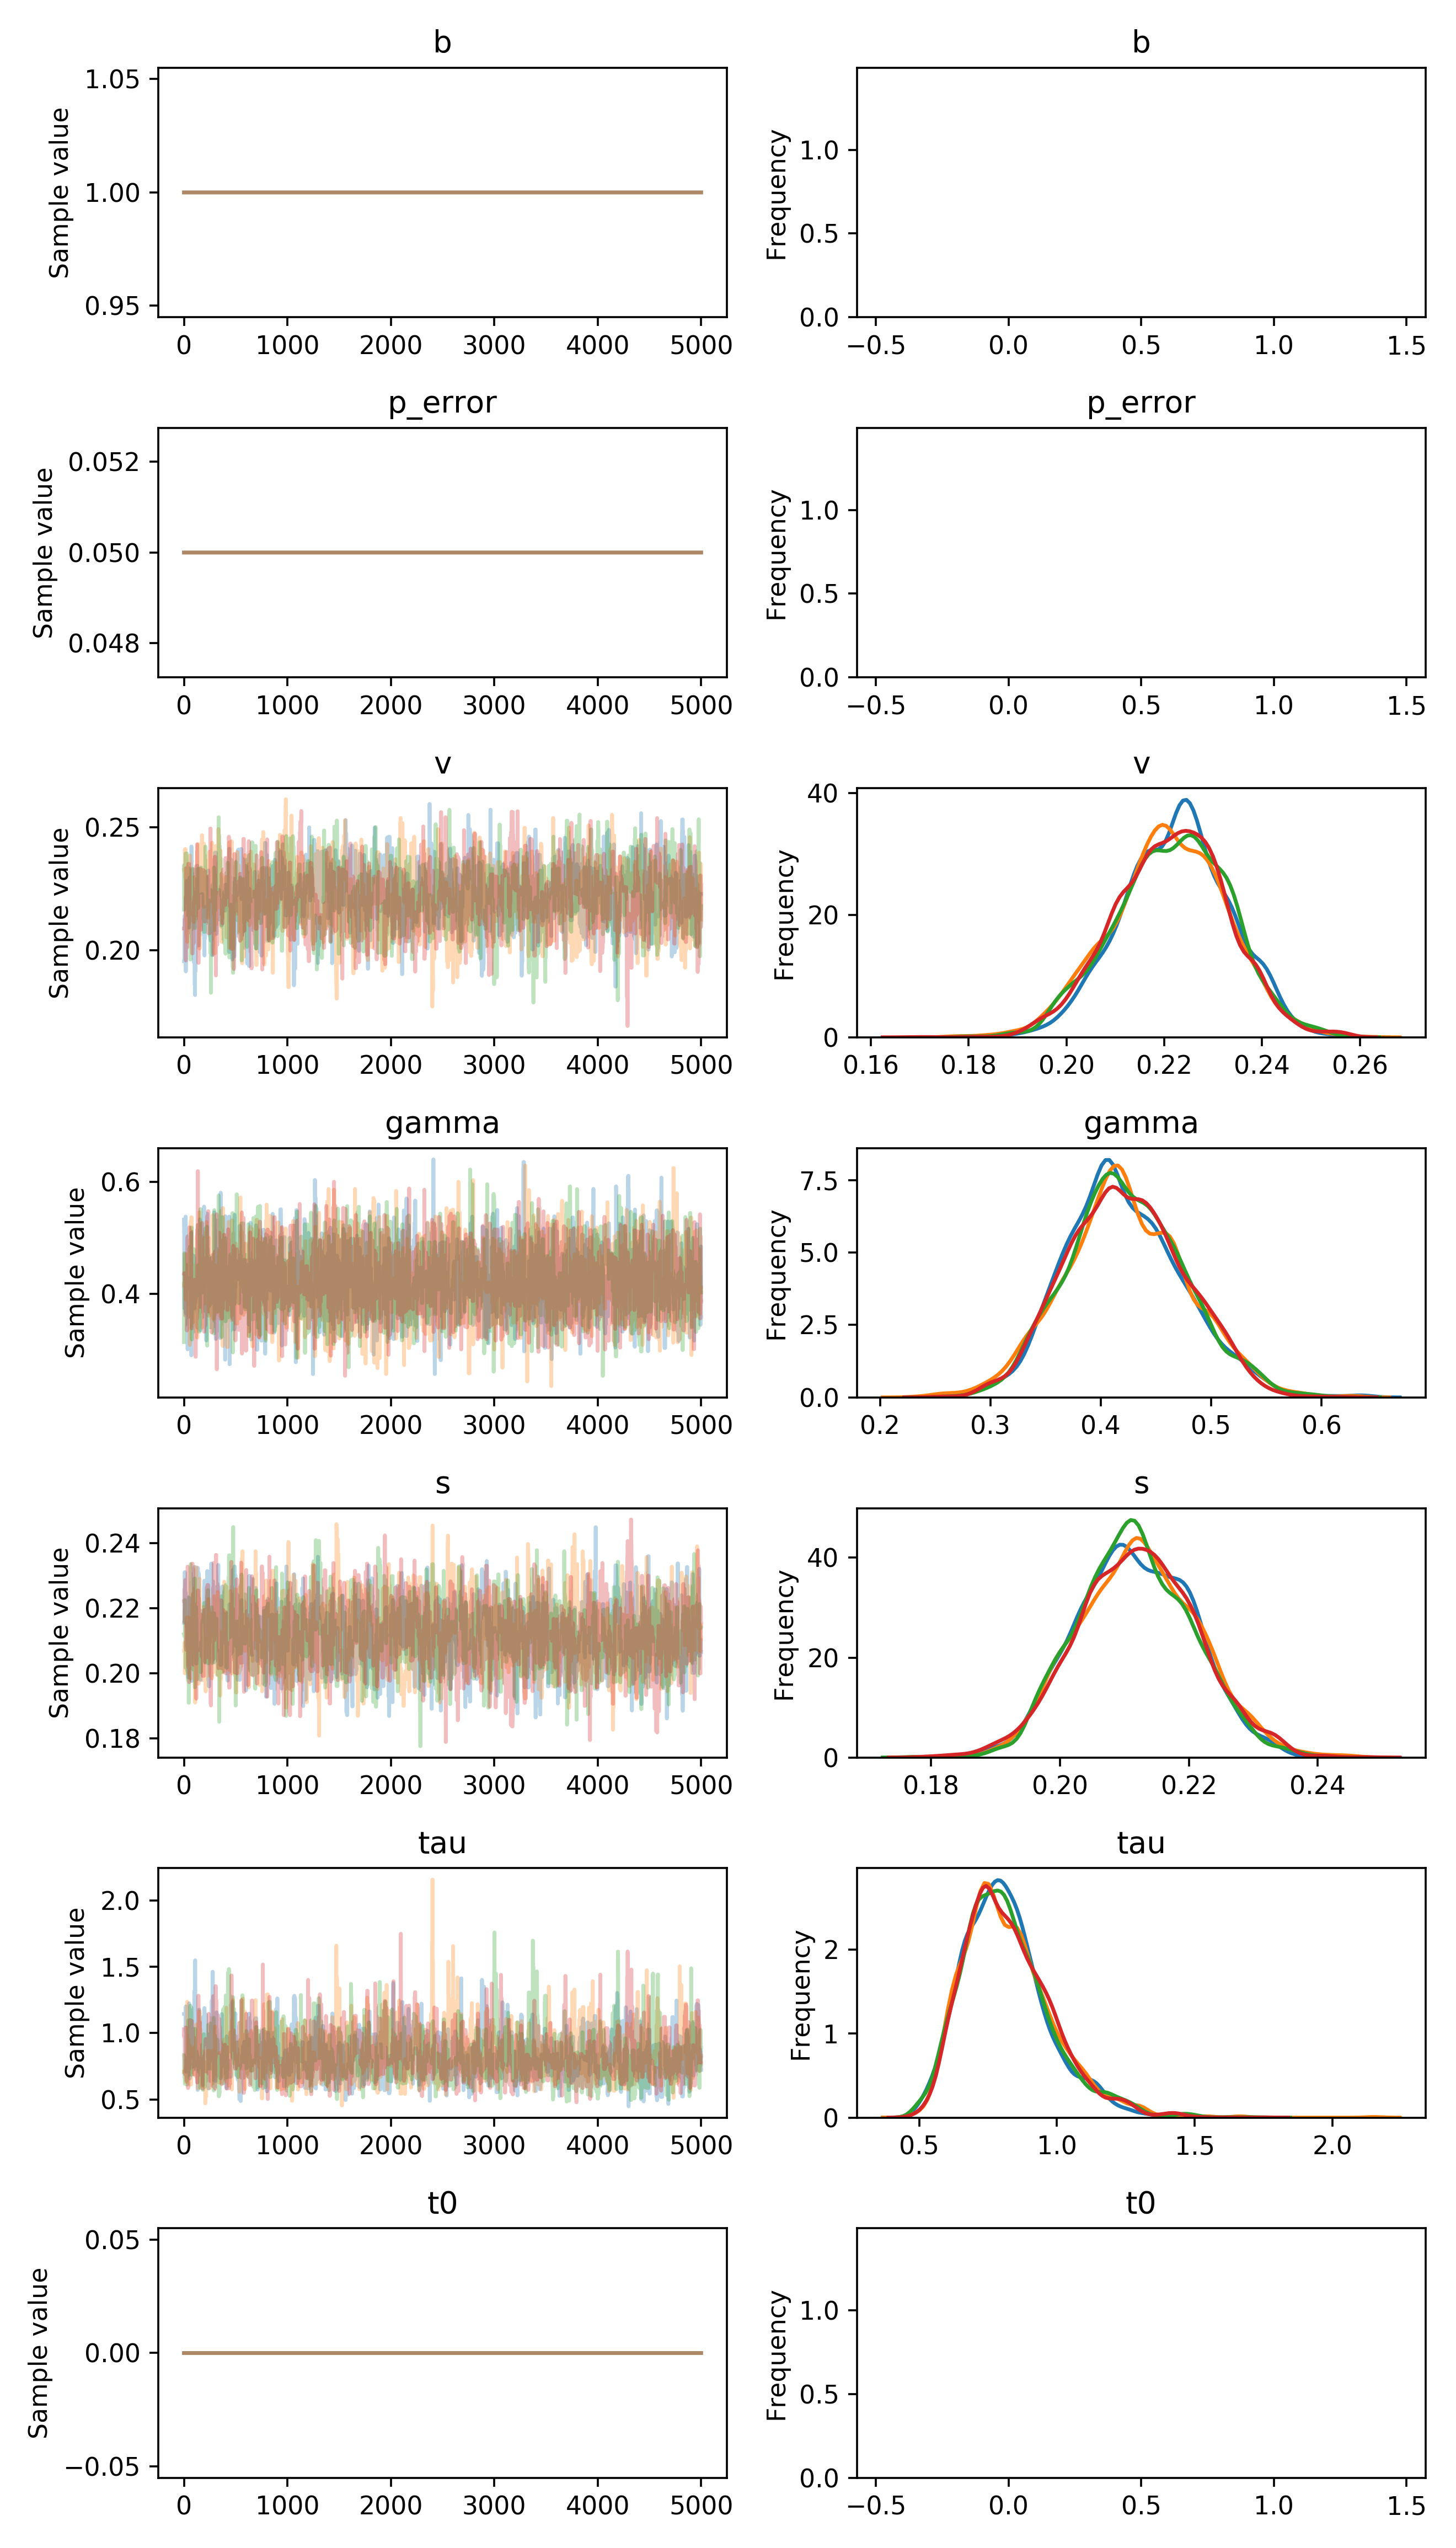 b
b
1.05
1.00
0.95
Sample value
0 1000 2000 3000 4000 5000
1.0
0.5
0.0
Frequency
−0.5 0.0 0.5 1.0 1.5
p_error
p_error
0.052
0.050
0.048
Sample value
0 1000 2000 3000 4000 5000
1.0
0.5
0.0
Frequency
−0.5 0.0 0.5 1.0 1.5
v
v
0.25
0.20
Sample value
0 1000 2000 3000 4000 5000
40
20
0
Frequency
0.16 0.18 0.20 0.22 0.24 0.26
gamma
gamma
0.6
0.4
Sample value
0 1000 2000 3000 4000 5000
7.5
5.0
2.5
0.0
Frequency
0.2 0.3 0.4 0.5 0.6
s
s
0.24
0.22
0.20
0.18
Sample value
0 1000 2000 3000 4000 5000
40
20
0
Frequency
0.18 0.20 0.22 0.24
tau
tau
2.0
1.5
1.0
0.5
Sample value
0 1000 2000 3000 4000 5000
2
1
0
Frequency
0.5 1.0 1.5 2.0
t0
t0
0.05
0.00
−0.05
Sample value
0 1000 2000 3000 4000 5000
1.0
0.5
0.0
Frequency
−0.5 0.0 0.5 1.0 1.5